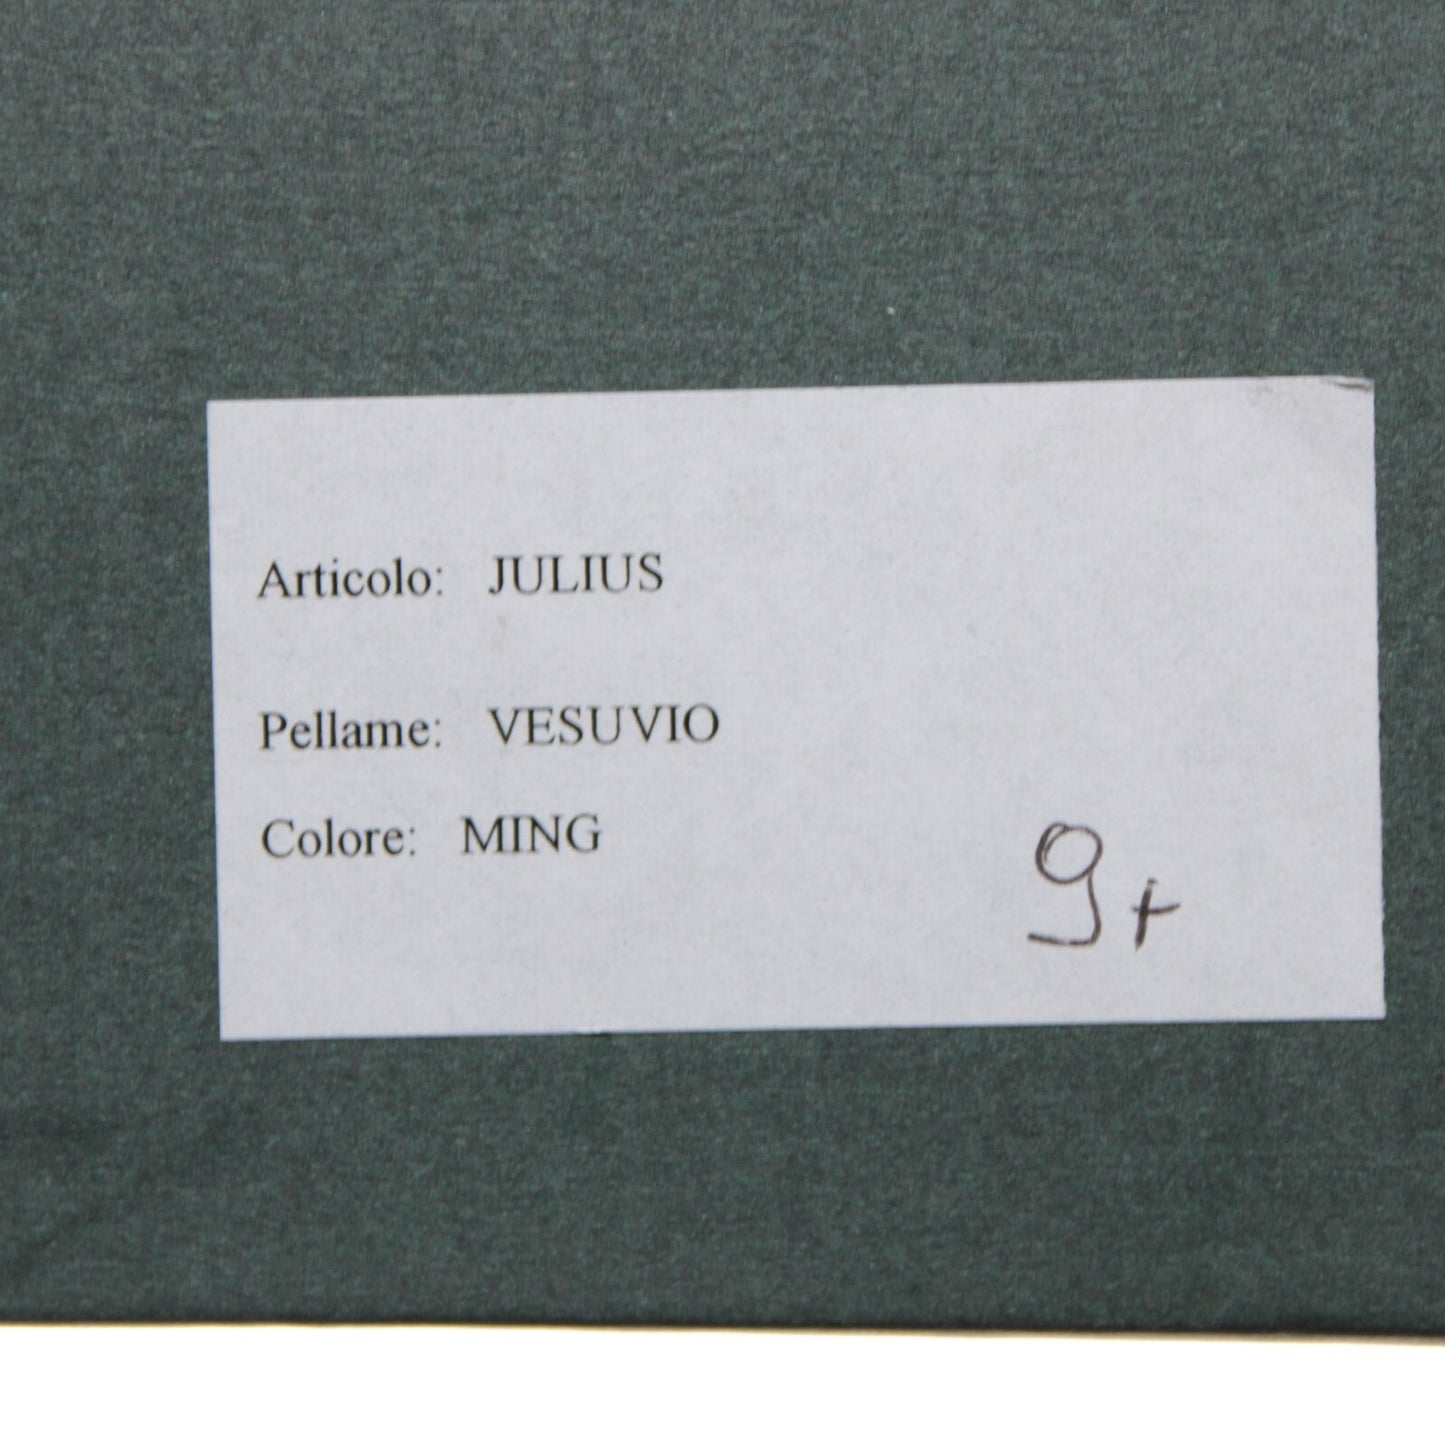 Articolo: JULIUS
Pellame: VESUVIO
Colore: MING
9+